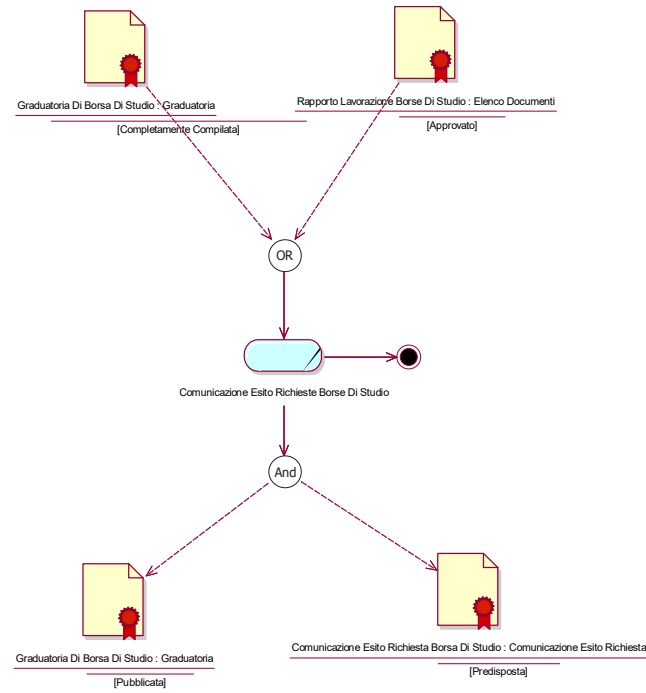 Graduatoria Di Borsa Di Studio : Graduatoria
[Completamente Compilata]
Rapporto Lavorazione Borse Di Studio : Elenco Documenti
[Approvato]
OR
Comunicazione Esito Richieste Borse Di Studio
And
Graduatoria Di Borsa Di Studio : Graduatoria
[Pubblicata]
Comunicazione Esito Richiesta Borsa Di Studio : Comunicazione Esito Richiesta
[Predisposta]